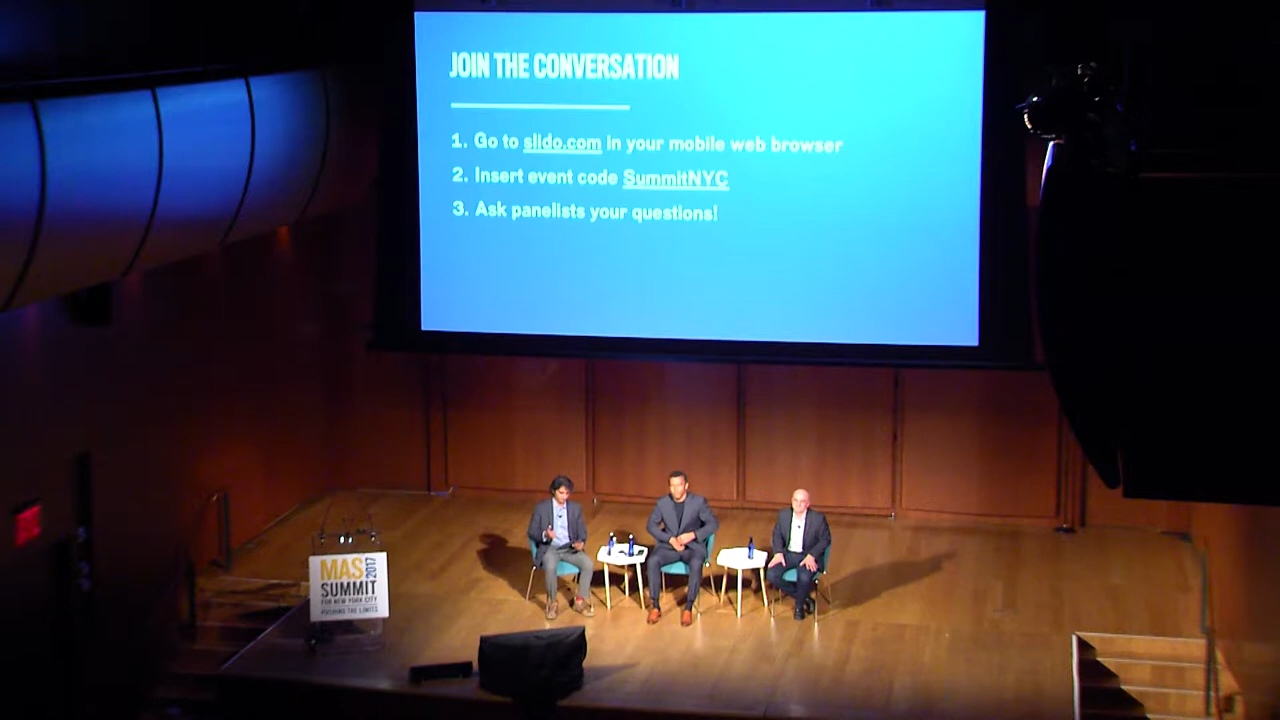 JOIN THE CONVERSATION
1. Go to slido.com in your mobile web browser
2. Insert event code SummitNYC
3. Ask panelists your questions!
MAS 2017
SUMMIT
FOR NEW YORK CITY
PUSHING THE LIMITS